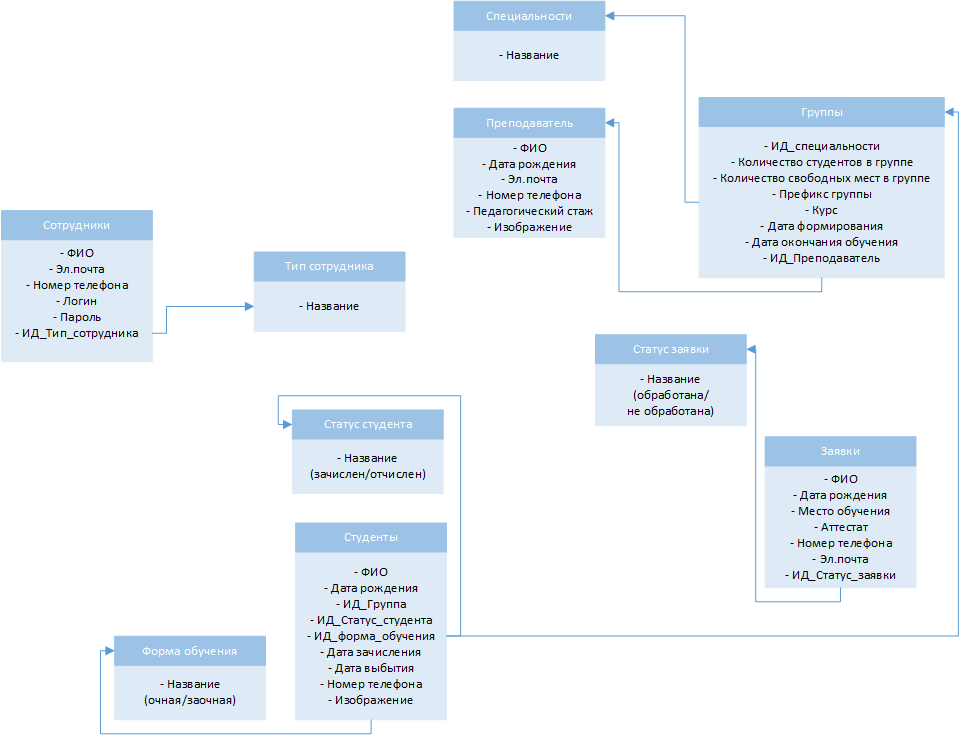 Специальности
- Название
Преподаватель
- ФИО
- Дата рождения
- Эл.почта
- Номер телефона
- Педагогический стаж
- Изображение
Группы
- ИД_специальности
- Количество студентов в группе
- Количество свободных мест в группе
- Префикс группы
- Курс
- Дата формирования
- Дата окончания обучения
- ИД_Преподаватель
Сотрудники
- ФИО
- Эл.почта
- Номер телефона
- Логин
- Пароль
- ИД_Тип_сотрудника
Тип сотрудника
- Название
Статус заявки
- Название
(обработана/
не обработана)
Статус студента
- Название
(зачислен/отчислен)
Заявки
- ФИО
- Дата рождения
- Место обучения
- Аттестат
- Номер телефона
- Эл.почта
- ИД_Статус_заявки
Студенты
- ФИО
- Дата рождения
- ИД_Группа
- ИД_Статус_студента
- ИД_форма_обучения
- Дата зачисления
- Дата выбытия
- Номер телефона
- Изображение
Форма обучения
- Название
(очная/заочная)